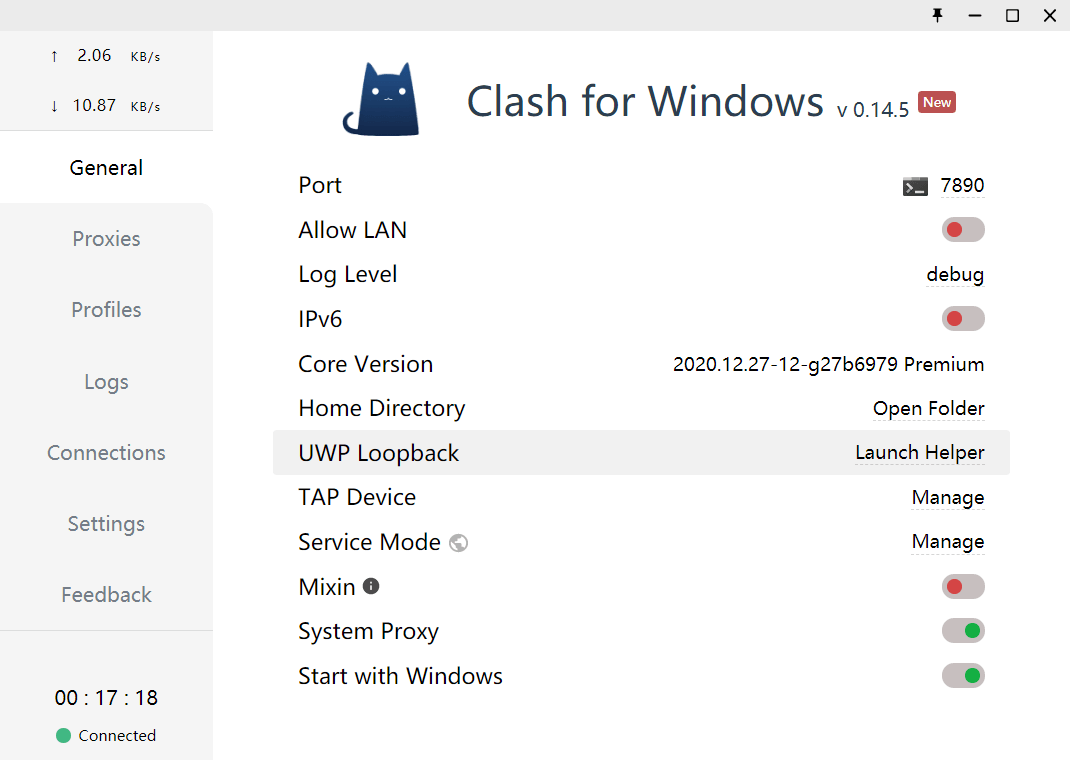 ↑ 2.06 KB/s
↓ 10.87 KB/s
General
Proxies
Profiles
Logs
Connections
Settings
Feedback
00 : 17 : 18
Connected
Clash for Windows v 0.14.5 New
Port 7890
Allow LAN
Log Level debug
IPv6
Core Version 2020.12.27-12-g27b6979 Premium
Home Directory Open Folder
UWP Loopback Launch Helper
TAP Device Manage
Service Mode Manage
Mixin
System Proxy
Start with Windows